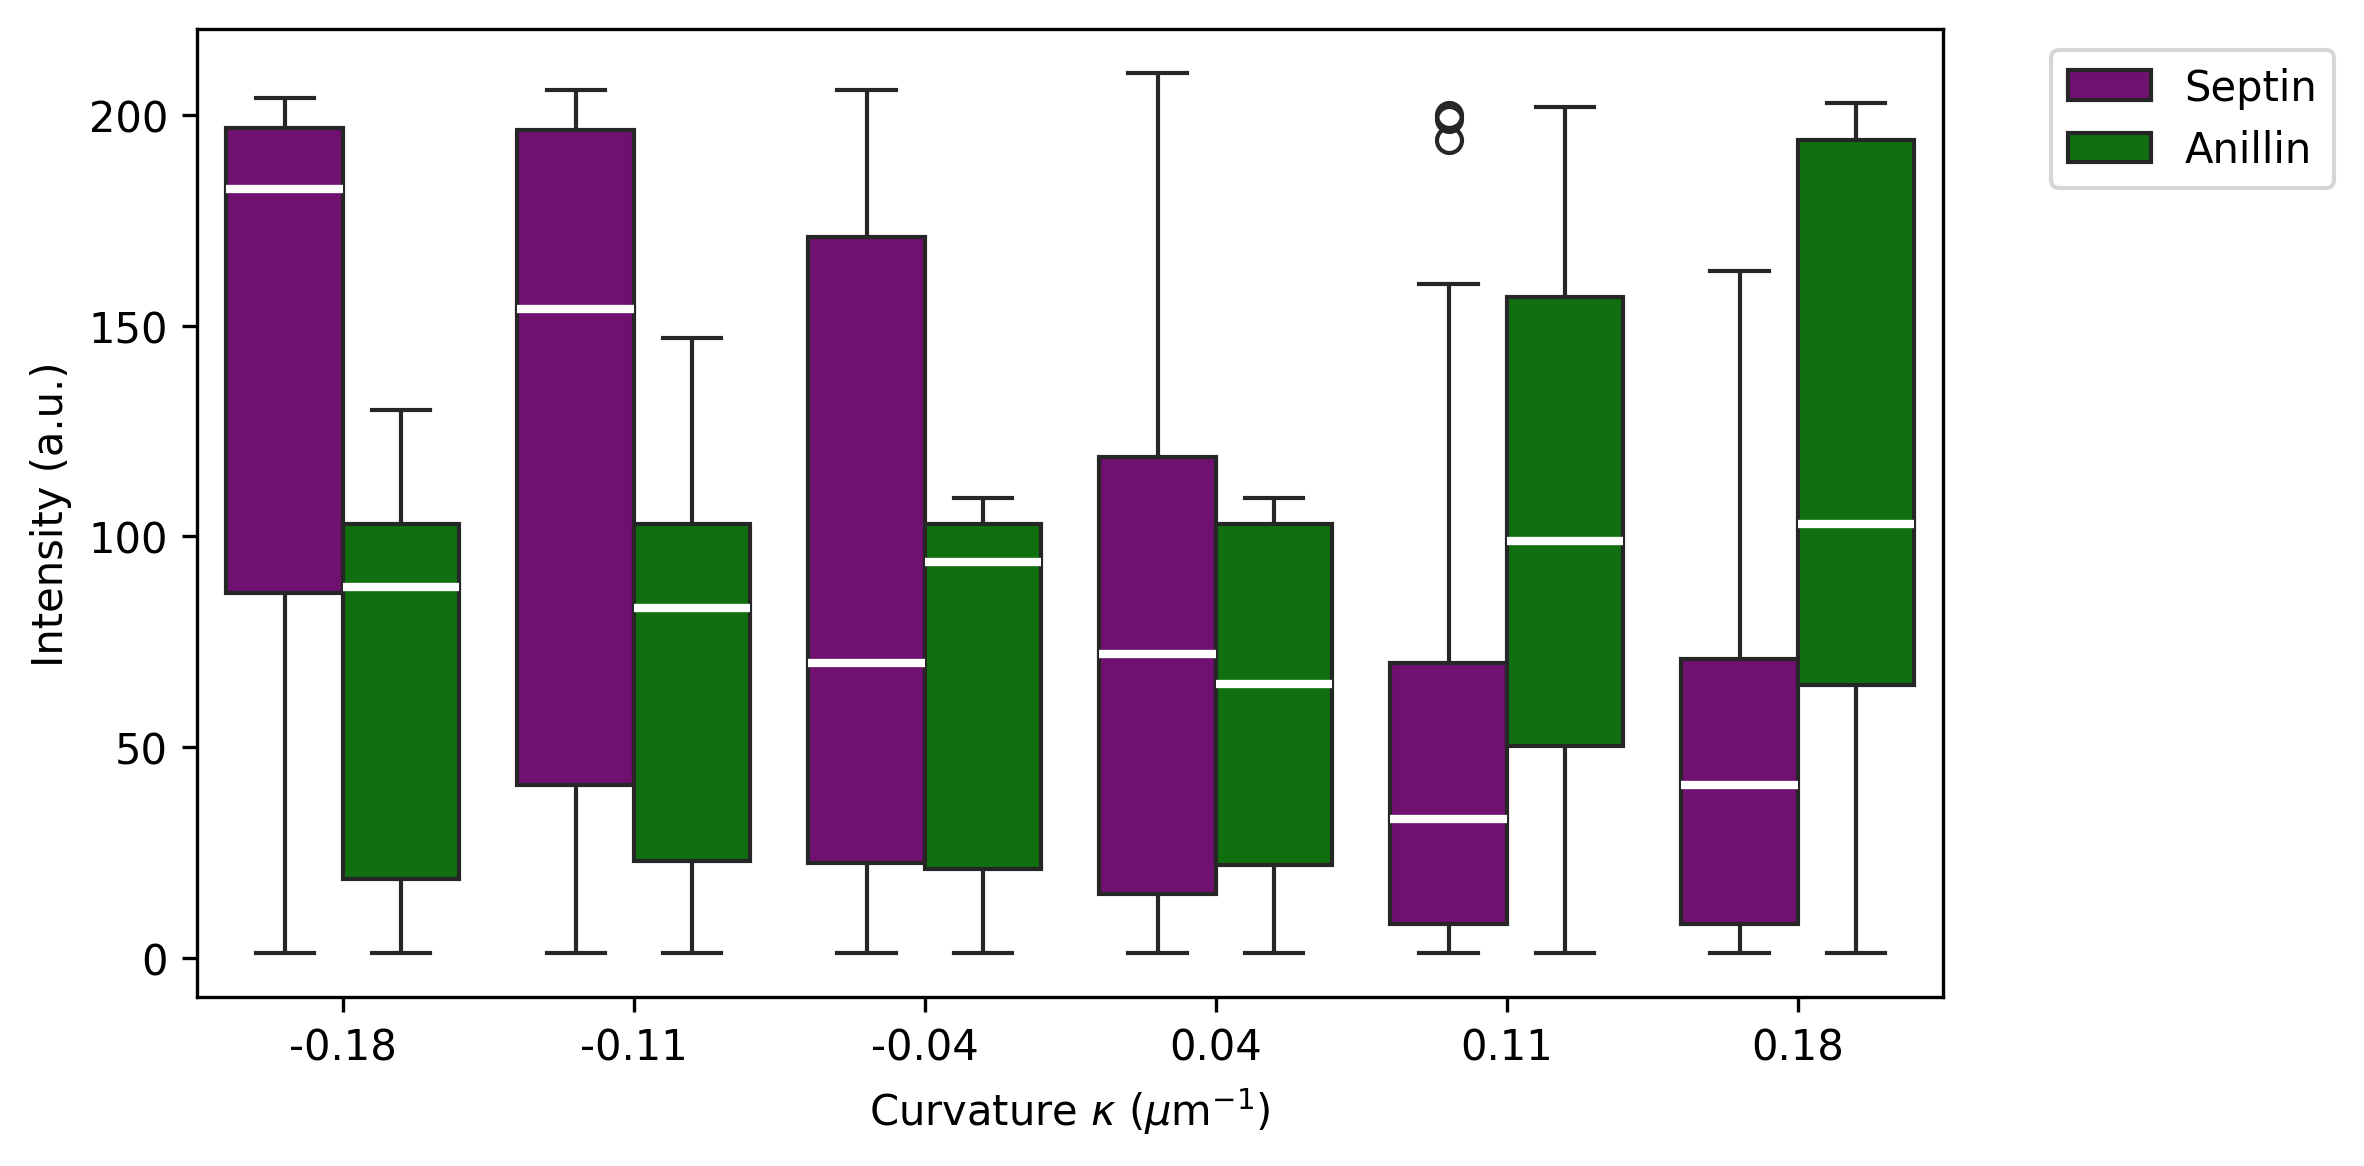 Septin
Anillin
Intensity (a.u.)
200
150
100
50
0
-0.18 -0.11 -0.04 0.04 0.11 0.18
Curvature κ (μm⁻¹)